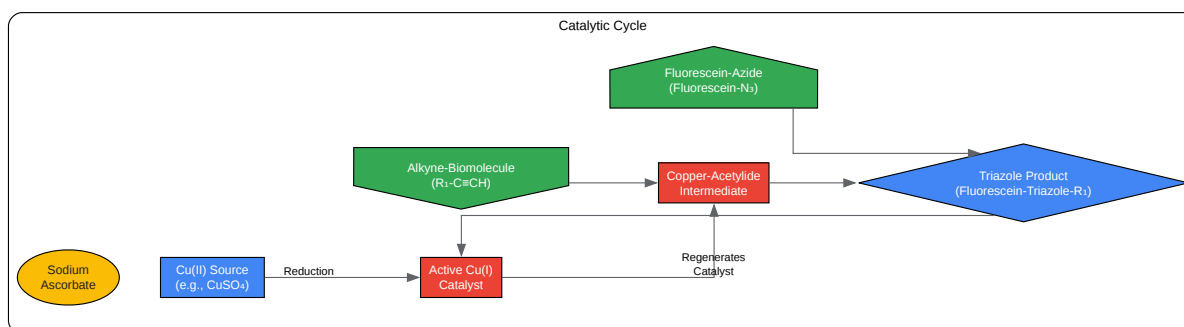 Catalytic Cycle
Fluorescein-Azide
(Fluorescein-N₃)
Alkyne-Biomolecule
(R₁-C≡CH)
Copper-Acetylide
Intermediate
Triazole Product
(Fluorescein-Triazole-R₁)
Sodium
Ascorbate
Cu(II) Source
(e.g., CuSO₄)
Reduction
Active Cu(I)
Catalyst
Regenerates
Catalyst